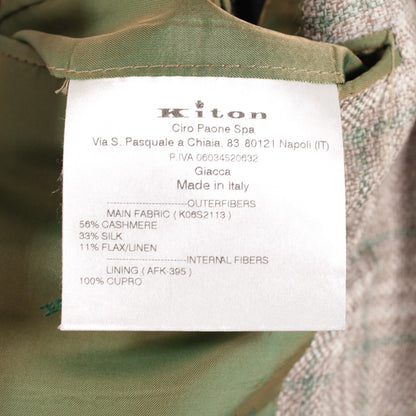 Kiton
Ciro Paone Spa
Via S. Pasquale a Chiaia, 83 80121 Napoli (IT)
P.IVA 06034520632
Giacca
Made in Italy
OUTERFIBERS
MAIN FABRIC ( K06S2113 )
56% CASHMERE
33% SILK
11% FLAX/LINEN
INTERNAL FIBERS
LINING ( AFK-395 )
100% CUPRO